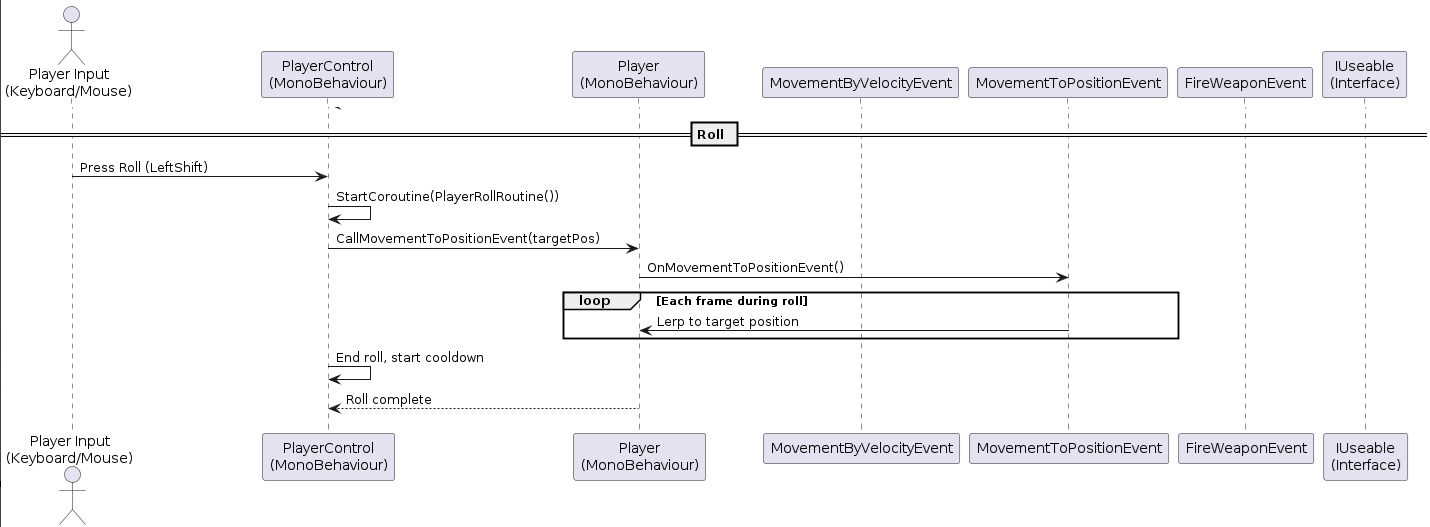 Player Input
(Keyboard/Mouse)
PlayerControl
(MonoBehaviour)
Player
(MonoBehaviour)
MovementByVelocityEvent
MovementToPositionEvent
FireWeaponEvent
IUseable
(Interface)
Roll
Press Roll (LeftShift)
StartCoroutine(PlayerRollRoutine())
CallMovementToPositionEvent(targetPos)
OnMovementToPositionEvent()
loop [Each frame during roll]
Lerp to target position
End roll, start cooldown
Roll complete
Player Input
(Keyboard/Mouse)
PlayerControl
(MonoBehaviour)
Player
(MonoBehaviour)
MovementByVelocityEvent
MovementToPositionEvent
FireWeaponEvent
IUseable
(Interface)